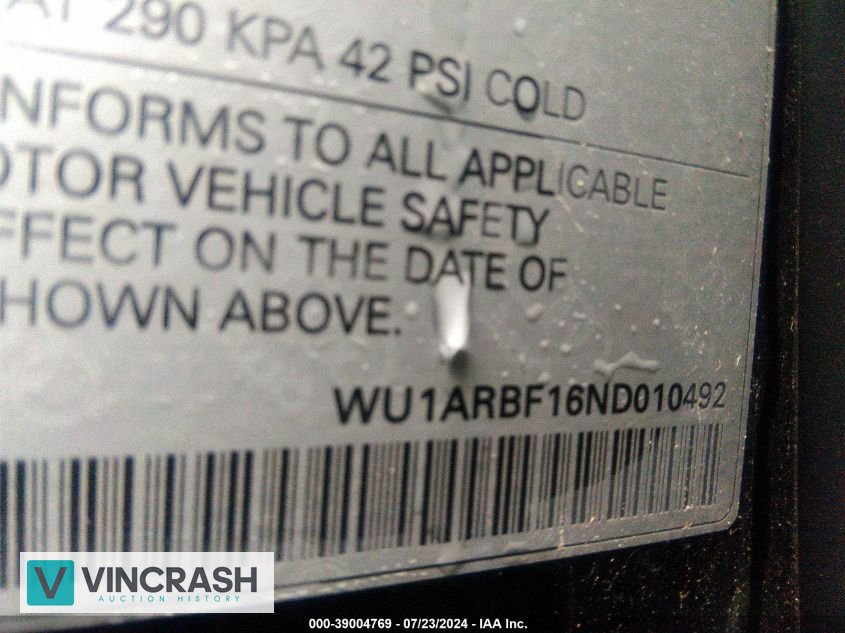 AT 290 KPA 42 PSI COLD
NFORMS TO ALL APPLICABLE
OTOR VEHICLE SAFETY
FFECT ON THE DATE OF
HOWN ABOVE.
WU1ARBF16ND010492
V VINCRASH
AUCTION HISTORY
000-39004769 - 07/23/2024 - IAA Inc.